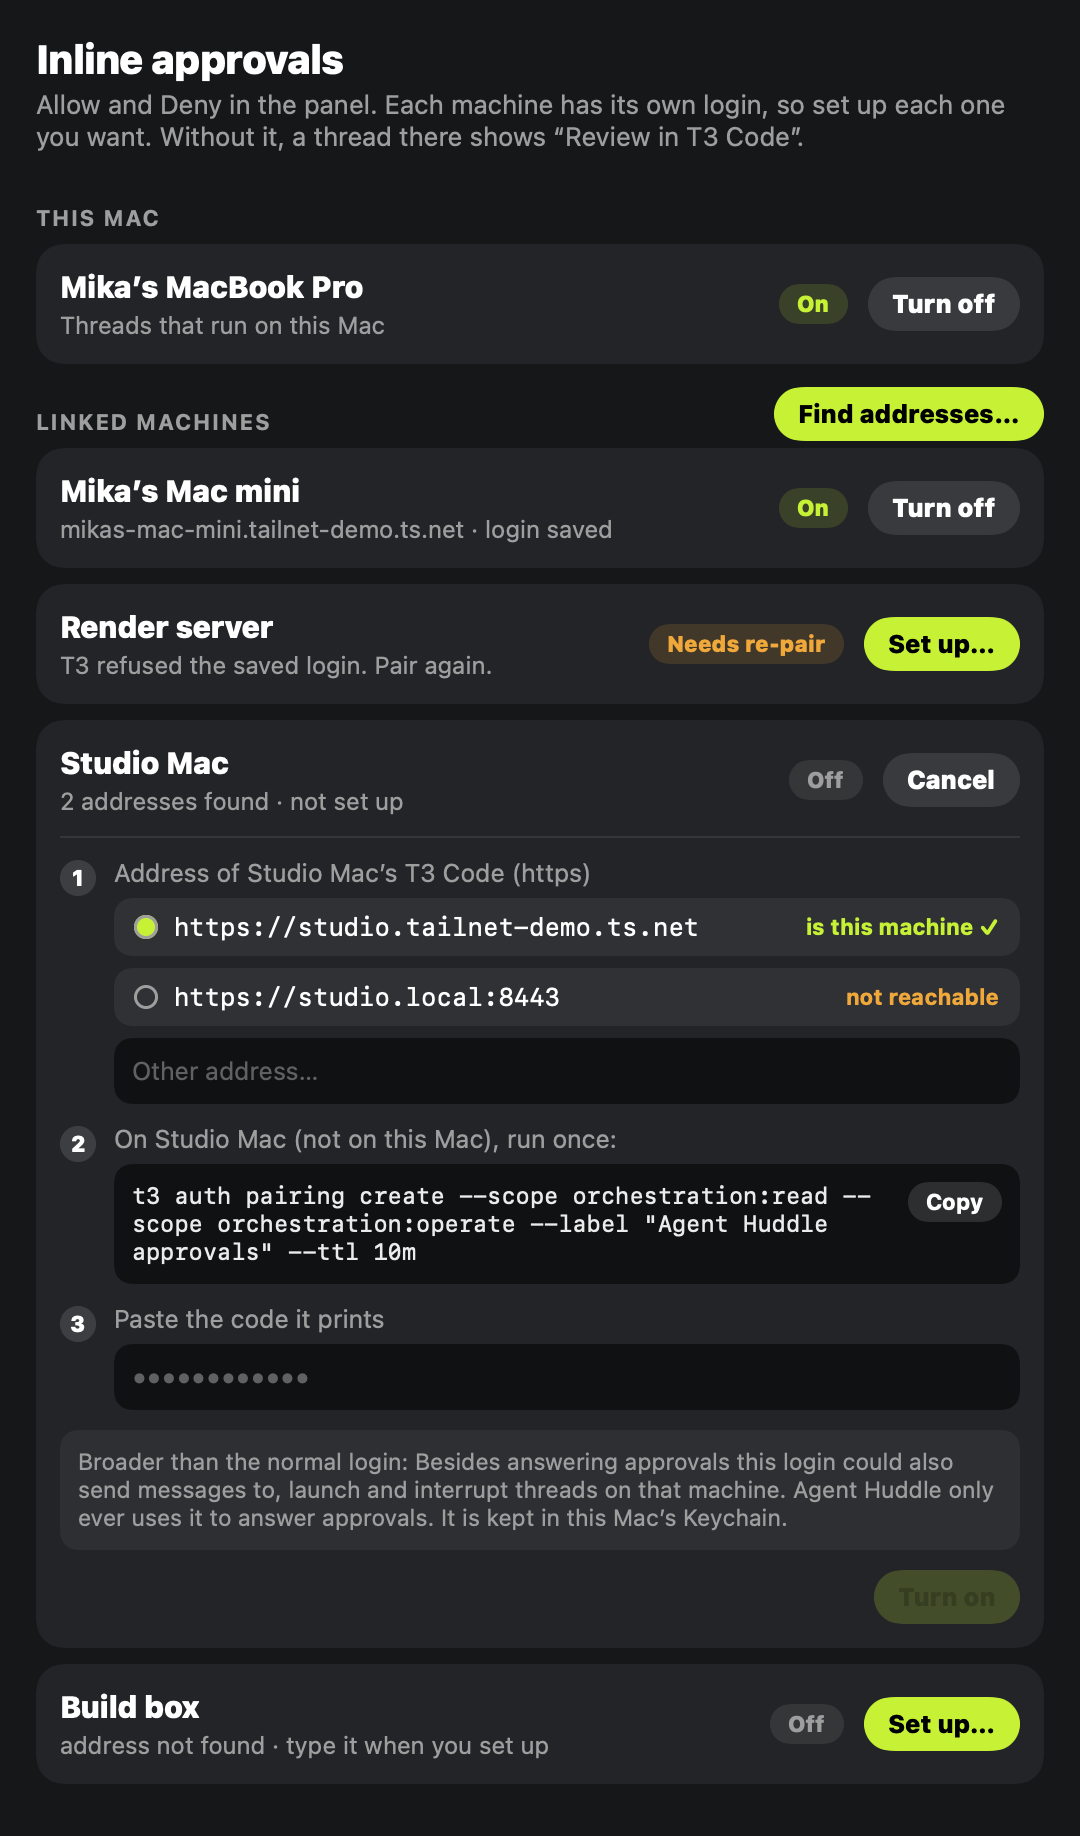 Inline approvals
Allow and Deny in the panel. Each machine has its own login, so set up each one
you want. Without it, a thread there shows “Review in T3 Code”.
THIS MAC
Mika’s MacBook Pro
Threads that run on this Mac
On
Turn off
LINKED MACHINES
Find addresses...
Mika’s Mac mini
mikas-mac-mini.tailnet-demo.ts.net · login saved
On
Turn off
Render server
T3 refused the saved login. Pair again.
Needs re-pair
Set up...
Studio Mac
2 addresses found · not set up
Off
Cancel
1
Address of Studio Mac’s T3 Code (https)
https://studio.tailnet-demo.ts.net
is this machine ✓
https://studio.local:8443
not reachable
Other address...
2
On Studio Mac (not on this Mac), run once:
t3 auth pairing create --scope orchestration:read --
scope orchestration:operate --label "Agent Huddle
approvals" --ttl 10m
Copy
3
Paste the code it prints
••••••••••••
Broader than the normal login: Besides answering approvals this login could also
send messages to, launch and interrupt threads on that machine. Agent Huddle only
ever uses it to answer approvals. It is kept in this Mac’s Keychain.
Turn on
Build box
address not found · type it when you set up
Off
Set up...